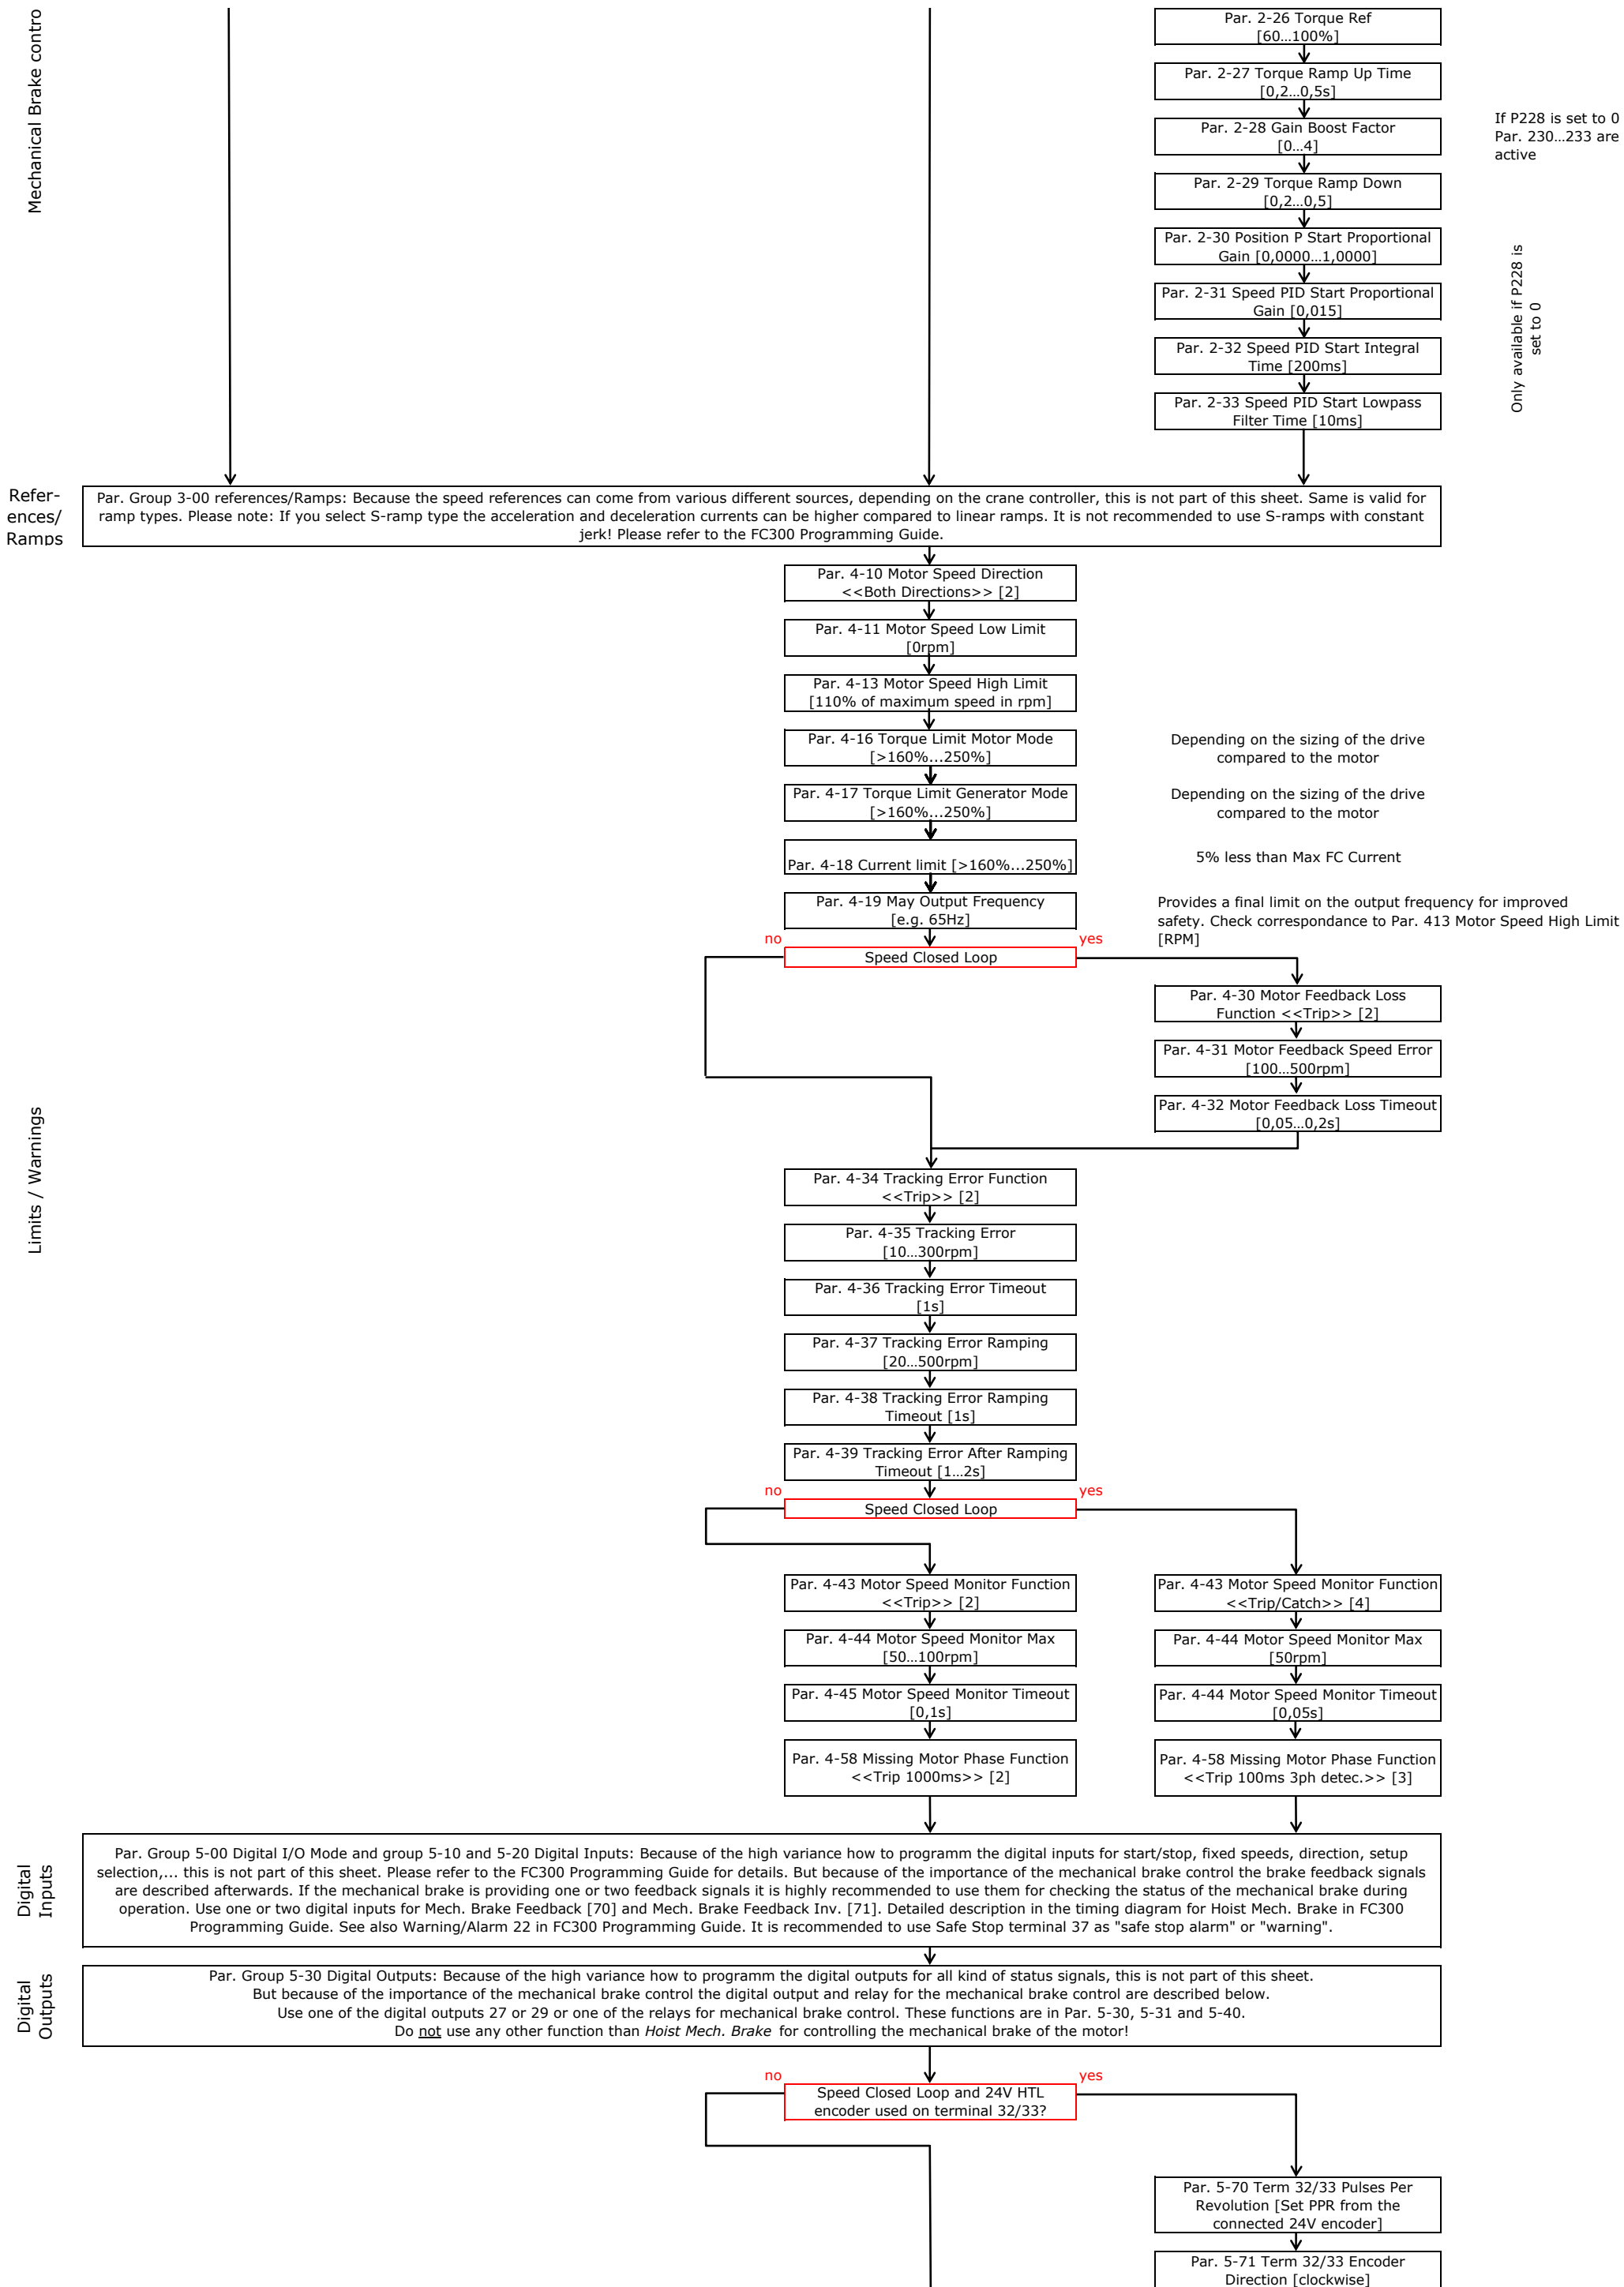 Mechanical Brake contro
Par. 2-26 Torque Ref
[60...100%]
Par. 2-27 Torque Ramp Up Time
[0,2...0,5s]
Par. 2-28 Gain Boost Factor
[0...4]
If P228 is set to 0
Par. 230...233 are
active
Par. 2-29 Torque Ramp Down
[0,2...0,5]
Par. 2-30 Position P Start Proportional
Gain [0,0000...1,0000]
Par. 2-31 Speed PID Start Proportional
Gain [0,015]
Par. 2-32 Speed PID Start Integral
Time [200ms]
Par. 2-33 Speed PID Start Lowpass
Filter Time [10ms]
Only available if P228 is
set to 0
Refer-
ences/
Ramps
Par. Group 3-00 references/Ramps: Because the speed references can come from various different sources, depending on the crane controller, this is not part of this sheet. Same is valid for
ramp types. Please note: If you select S-ramp type the acceleration and deceleration currents can be higher compared to linear ramps. It is not recommended to use S-ramps with constant
jerk! Please refer to the FC300 Programming Guide.
Limits / Warnings
Par. 4-10 Motor Speed Direction
<<Both Directions>> [2]
Par. 4-11 Motor Speed Low Limit
[0rpm]
Par. 4-13 Motor Speed High Limit
[110% of maximum speed in rpm]
Par. 4-16 Torque Limit Motor Mode
[>160%...250%]
Depending on the sizing of the drive
compared to the motor
Par. 4-17 Torque Limit Generator Mode
[>160%...250%]
Depending on the sizing of the drive
compared to the motor
Par. 4-18 Current limit [>160%...250%]
5% less than Max FC Current
Par. 4-19 May Output Frequency
[e.g. 65Hz]
Provides a final limit on the output frequency for improved
safety. Check correspondance to Par. 413 Motor Speed High Limit
[RPM]
no
Speed Closed Loop
yes
Par. 4-30 Motor Feedback Loss
Function <<Trip>> [2]
Par. 4-31 Motor Feedback Speed Error
[100...500rpm]
Par. 4-32 Motor Feedback Loss Timeout
[0,05...0,2s]
Par. 4-34 Tracking Error Function
<<Trip>> [2]
Par. 4-35 Tracking Error
[10...300rpm]
Par. 4-36 Tracking Error Timeout
[1s]
Par. 4-37 Tracking Error Ramping
[20...500rpm]
Par. 4-38 Tracking Error Ramping
Timeout [1s]
Par. 4-39 Tracking Error After Ramping
Timeout [1...2s]
no
Speed Closed Loop
yes
Par. 4-43 Motor Speed Monitor Function
<<Trip>> [2]
Par. 4-44 Motor Speed Monitor Max
[50...100rpm]
Par. 4-45 Motor Speed Monitor Timeout
[0,1s]
Par. 4-58 Missing Motor Phase Function
<<Trip 1000ms>> [2]
Par. 4-43 Motor Speed Monitor Function
<<Trip/Catch>> [4]
Par. 4-44 Motor Speed Monitor Max
[50rpm]
Par. 4-44 Motor Speed Monitor Timeout
[0,05s]
Par. 4-58 Missing Motor Phase Function
<<Trip 100ms 3ph detec.>> [3]
Digital
Inputs
Par. Group 5-00 Digital I/O Mode and group 5-10 and 5-20 Digital Inputs: Because of the high variance how to programm the digital inputs for start/stop, fixed speeds, direction, setup
selection,... this is not part of this sheet. Please refer to the FC300 Programming Guide for details. But because of the importance of the mechanical brake control the brake feedback signals
are described afterwards. If the mechanical brake is providing one or two feedback signals it is highly recommended to use them for checking the status of the mechanical brake during
operation. Use one or two digital inputs for Mech. Brake Feedback [70] and Mech. Brake Feedback Inv. [71]. Detailed description in the timing diagram for Hoist Mech. Brake in FC300
Programming Guide. See also Warning/Alarm 22 in FC300 Programming Guide. It is recommended to use Safe Stop terminal 37 as "safe stop alarm" or "warning".
Digital
Outputs
Par. Group 5-30 Digital Outputs: Because of the high variance how to programm the digital outputs for all kind of status signals, this is not part of this sheet.
But because of the importance of the mechanical brake control the digital output and relay for the mechanical brake control are described below.
Use one of the digital outputs 27 or 29 or one of the relays for mechanical brake control. These functions are in Par. 5-30, 5-31 and 5-40.
Do not use any other function than Hoist Mech. Brake for controlling the mechanical brake of the motor!
no
Speed Closed Loop and 24V HTL
encoder used on terminal 32/33?
yes
Par. 5-70 Term 32/33 Pulses Per
Revolution [Set PPR from the
connected 24V encoder]
Par. 5-71 Term 32/33 Encoder
Direction [clockwise]